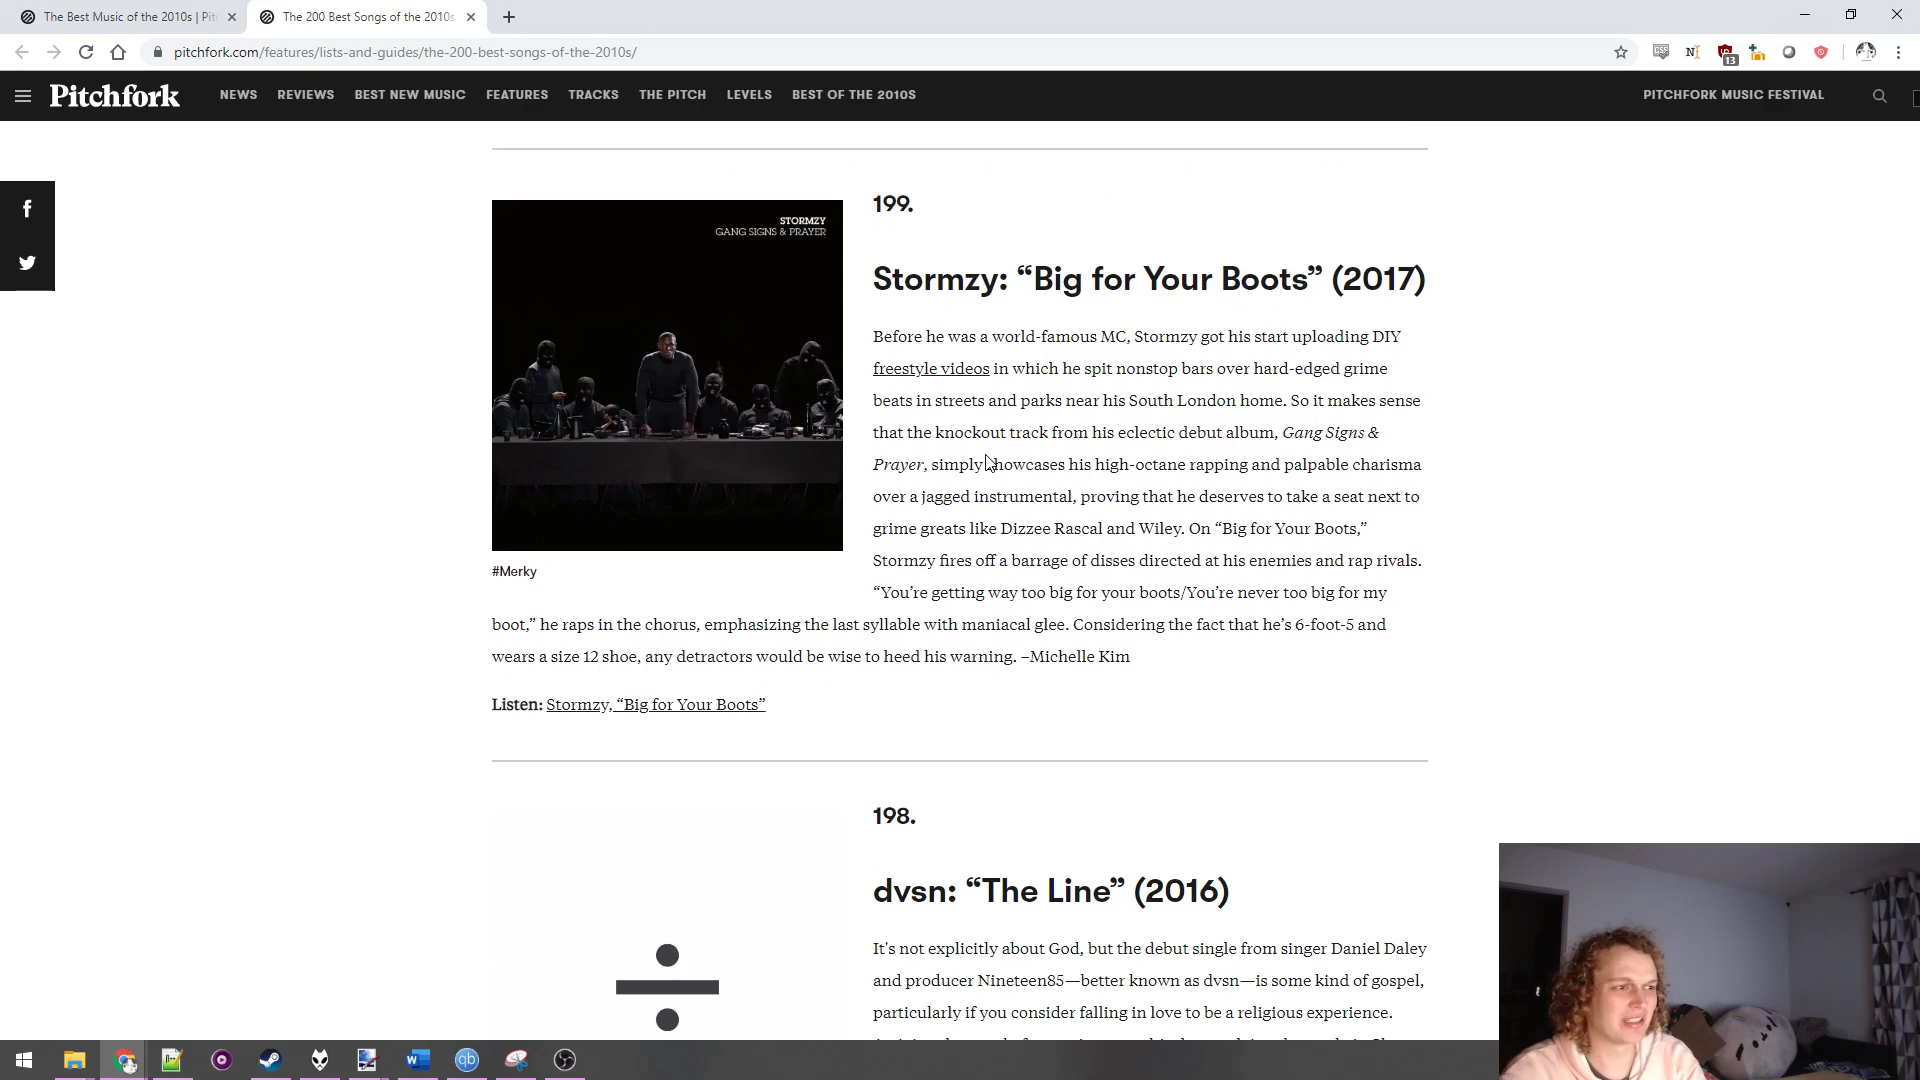 The Best Music of the 2010s | Pit
The 200 Best Songs of the 2010s
pitchfork.com/features/lists-and-guides/the-200-best-songs-of-the-2010s/
13
Pitchfork
NEWS
REVIEWS
BEST NEW MUSIC
FEATURES
TRACKS
THE PITCH
LEVELS
BEST OF THE 2010S
PITCHFORK MUSIC FESTIVAL
STORMZY
GANG SIGNS & PRAYER
#Merky
199.
Stormzy: “Big for Your Boots” (2017)
Before he was a world-famous MC, Stormzy got his start uploading DIY
freestyle videos in which he spit nonstop bars over hard-edged grime
beats in streets and parks near his South London home. So it makes sense
that the knockout track from his eclectic debut album, Gang Signs &
Prayer, simply showcases his high-octane rapping and palpable charisma
over a jagged instrumental, proving that he deserves to take a seat next to
grime greats like Dizzee Rascal and Wiley. On “Big for Your Boots,”
Stormzy fires off a barrage of disses directed at his enemies and rap rivals.
“You’re getting way too big for your boots/You’re never too big for my
boot,” he raps in the chorus, emphasizing the last syllable with maniacal glee. Considering the fact that he’s 6-foot-5 and
wears a size 12 shoe, any detractors would be wise to heed his warning. –Michelle Kim
Listen: Stormzy, “Big for Your Boots”
198.
dvsn: “The Line” (2016)
It's not explicitly about God, but the debut single from singer Daniel Daley
and producer Nineteen85—better known as dvsn—is some kind of gospel,
particularly if you consider falling in love to be a religious experience.